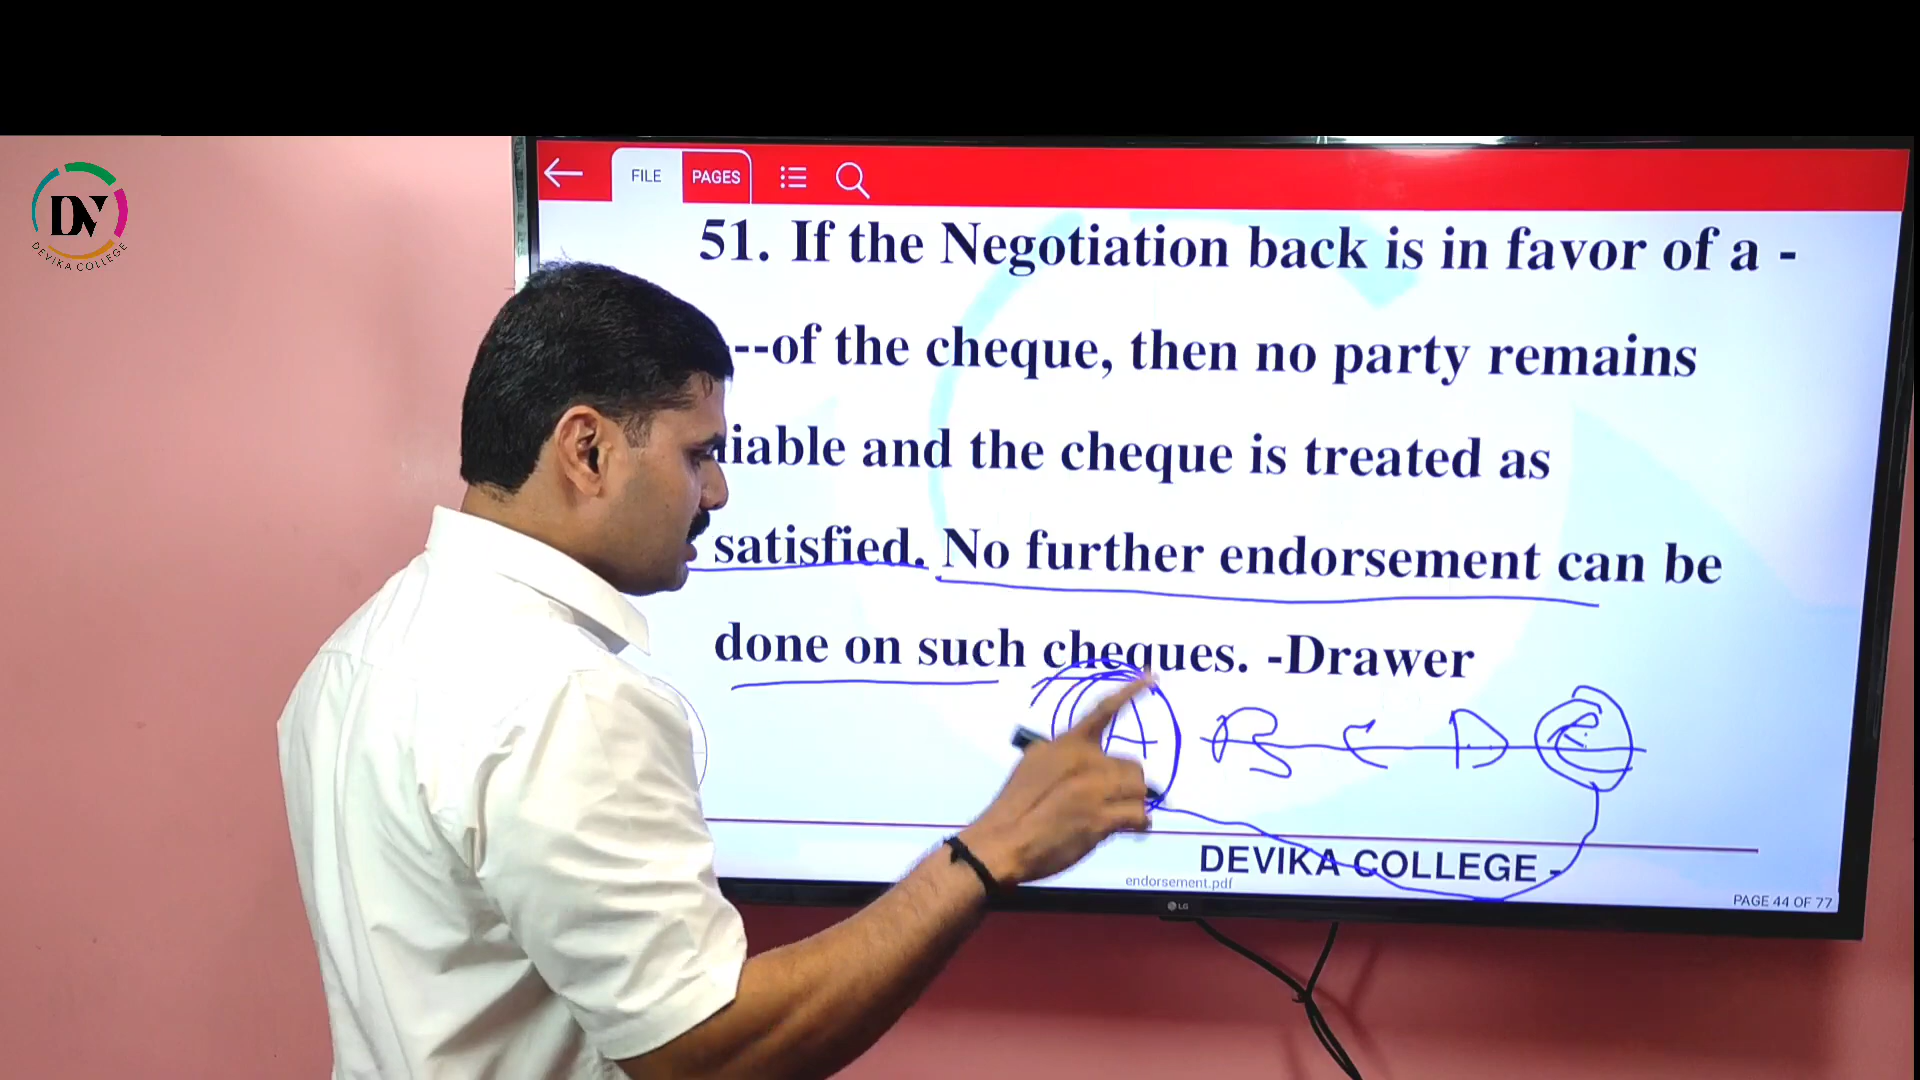 DV
DEVIKA COLLEGE
FILE
PAGES
51. If the Negotiation back is in favor of a -
--of the cheque, then no party remains
liable and the cheque is treated as
satisfied. No further endorsement can be
done on such cheques. -Drawer
A B C D E
DEVIKA COLLEGE -
endorsement.pdf
PAGE 44 OF 77
LG